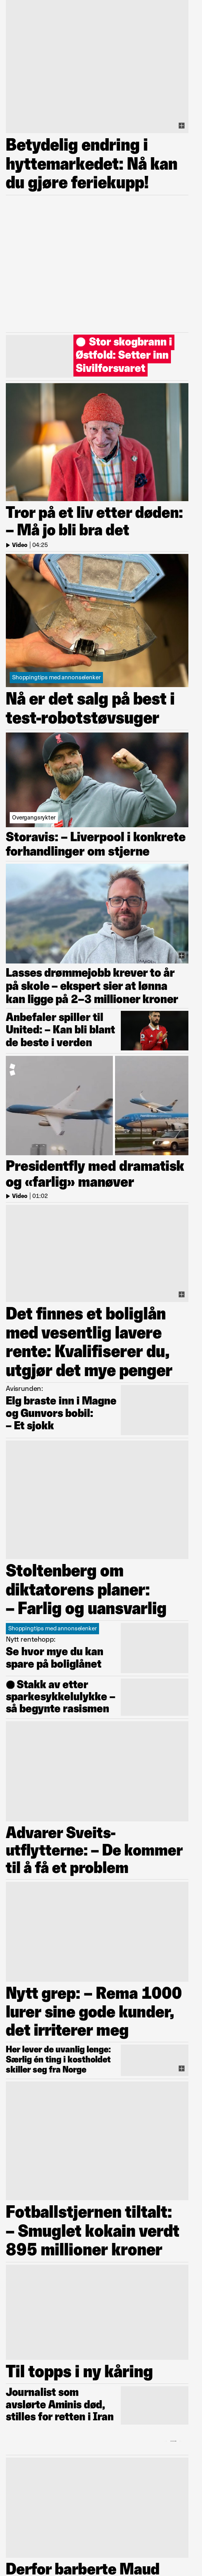 Betydelig endring i
hyttemarkedet: Nå kan
du gjøre feriekupp!
Stor skogbrann i
Østfold: Setter inn
Sivilforsvaret
Tror på et liv etter døden:
– Må jo bli bra det
Video | 04:25
Shoppingtips med annonselenker
Nå er det salg på best i
test-robotstøvsuger
Overgangsrykter
Storavis: – Liverpool i konkrete
forhandlinger om stjerne
Lasses drømmejobb krever to år
på skole – ekspert sier at lønna
kan ligge på 2–3 millioner kroner
Anbefaler spiller til
United: – Kan bli blant
de beste i verden
Presidentfly med dramatisk
og «farlig» manøver
Video | 01:02
Det finnes et boliglån
med vesentlig lavere
rente: Kvalifiserer du,
utgjør det mye penger
Avisrunden:
Elg braste inn i Magne
og Gunvors bobil:
– Et sjokk
Stoltenberg om
diktatorens planer:
– Farlig og uansvarlig
Shoppingtips med annonselenker
Nytt rentehopp:
Se hvor mye du kan
spare på boliglånet
Stakk av etter
sparkesykkelulykke –
så begynte rasismen
Advarer Sveits-
utflytterne: – De kommer
til å få et problem
Nytt grep: – Rema 1000
lurer sine gode kunder,
det irriterer meg
Her lever de uvanlig lenge:
Særlig én ting i kostholdet
skiller seg fra Norge
Fotballstjernen tiltalt:
– Smuglet kokain verdt
895 millioner kroner
Til topps i ny kåring
Journalist som
avslørte Aminis død,
stilles for retten i Iran
Derfor barberte Maud